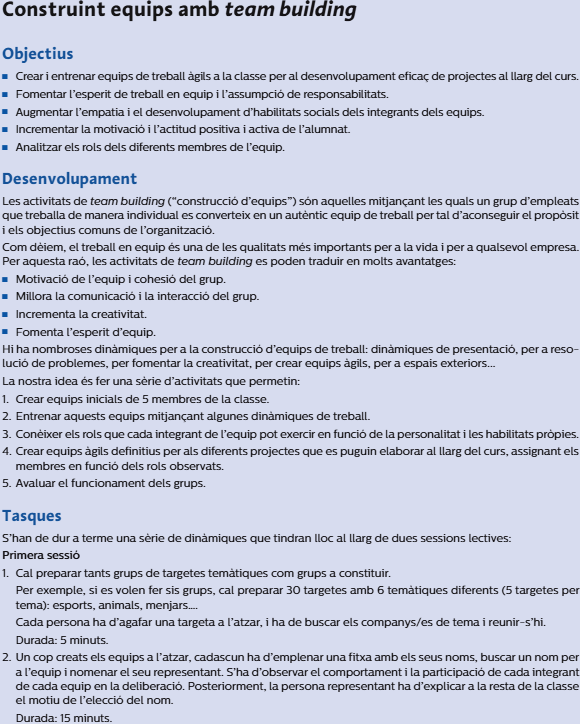 Construint equips amb team building
Objectius
■ Crear i entrenar equips de treball àgils a la classe per al desenvolupament eficaç de projectes al llarg del curs.
■ Fomentar l'esperit de treball en equip i l'assumpció de responsabilitats.
■ Augmentar l'empatia i el desenvolupament d'habilitats socials dels integrants dels equips.
■ Incrementar la motivació i l'actitud positiva i activa de l'alumnat.
■ Analitzar els rols dels diferents membres de l'equip.
Desenvolupament
Les activitats de team building ("construcció d'equips") són aquelles mitjançant les quals un grup d'empleats
que treballa de manera individual es converteix en un autèntic equip de treball per tal d'aconseguir el propòsit
i els objectius comuns de l'organització.
Com dèiem, el treball en equip és una de les qualitats més importants per a la vida i per a qualsevol empresa.
Per aquesta raó, les activitats de team building es poden traduir en molts avantatges:
■ Motivació de l'equip i cohesió del grup.
■ Millora la comunicació i la interacció del grup.
■ Incrementa la creativitat.
■ Fomenta l'esperit d'equip.
Hi ha nombroses dinàmiques per a la construcció d'equips de treball: dinàmiques de presentació, per a reso-
lució de problemes, per fomentar la creativitat, per crear equips àgils, per a espais exteriors...
La nostra idea és fer una sèrie d'activitats que permetin:
1. Crear equips inicials de 5 membres de la classe.
2. Entrenar aquests equips mitjançant algunes dinàmiques de treball.
3. Conèixer els rols que cada integrant de l'equip pot exercir en funció de la personalitat i les habilitats pròpies.
4. Crear equips àgils definitius per als diferents projectes que es puguin elaborar al llarg del curs, assignant els
membres en funció dels rols observats.
5. Avaluar el funcionament dels grups.
Tasques
S'han de dur a terme una sèrie de dinàmiques que tindran lloc al llarg de dues sessions lectives:
Primera sessió
1. Cal preparar tants grups de targetes temàtiques com grups a constituir.
Per exemple, si es volen fer sis grups, cal preparar 30 targetes amb 6 temàtiques diferents (5 targetes per
tema): esports, animals, menjars....
Cada persona ha d'agafar una targeta a l'atzar, i ha de buscar els companys/es de tema i reunir-s'hi.
Durada: 5 minuts.
2. Un cop creats els equips a l'atzar, cadascun ha d'emplenar una fitxa amb els seus noms, buscar un nom per
a l'equip i nomenar el seu representant. S'ha d'observar el comportament i la participació de cada integrant
de cada equip en la deliberació. Posteriorment, la persona representant ha d'explicar a la resta de la classe
el motiu de l'elecció del nom.
Durada: 15 minuts.